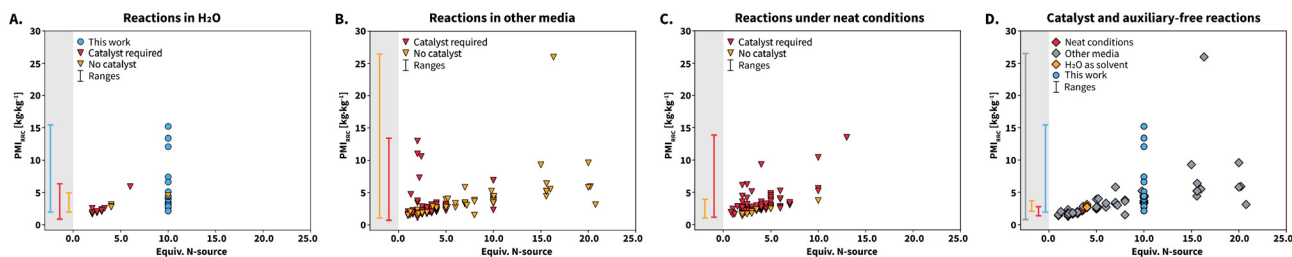 A. Reactions in H₂O
30
25
20
15
10
5
0
PMI_RRC [kg·kg⁻¹]
This work
Catalyst required
No catalyst
Ranges
0.0 5.0 10.0 15.0 20.0 25.0
Equiv. N-source
B. Reactions in other media
30
25
20
15
10
5
0
PMI_RRC [kg·kg⁻¹]
Catalyst required
No catalyst
Ranges
0.0 5.0 10.0 15.0 20.0 25.0
Equiv. N-source
C. Reactions under neat conditions
30
25
20
15
10
5
0
PMI_RRC [kg·kg⁻¹]
Catalyst required
No catalyst
Ranges
0.0 5.0 10.0 15.0 20.0 25.0
Equiv. N-source
D. Catalyst and auxiliary-free reactions
30
25
20
15
10
5
0
PMI_RRC [kg·kg⁻¹]
Neat conditions
Other media
H₂O as solvent
This work
Ranges
0.0 5.0 10.0 15.0 20.0 25.0
Equiv. N-source